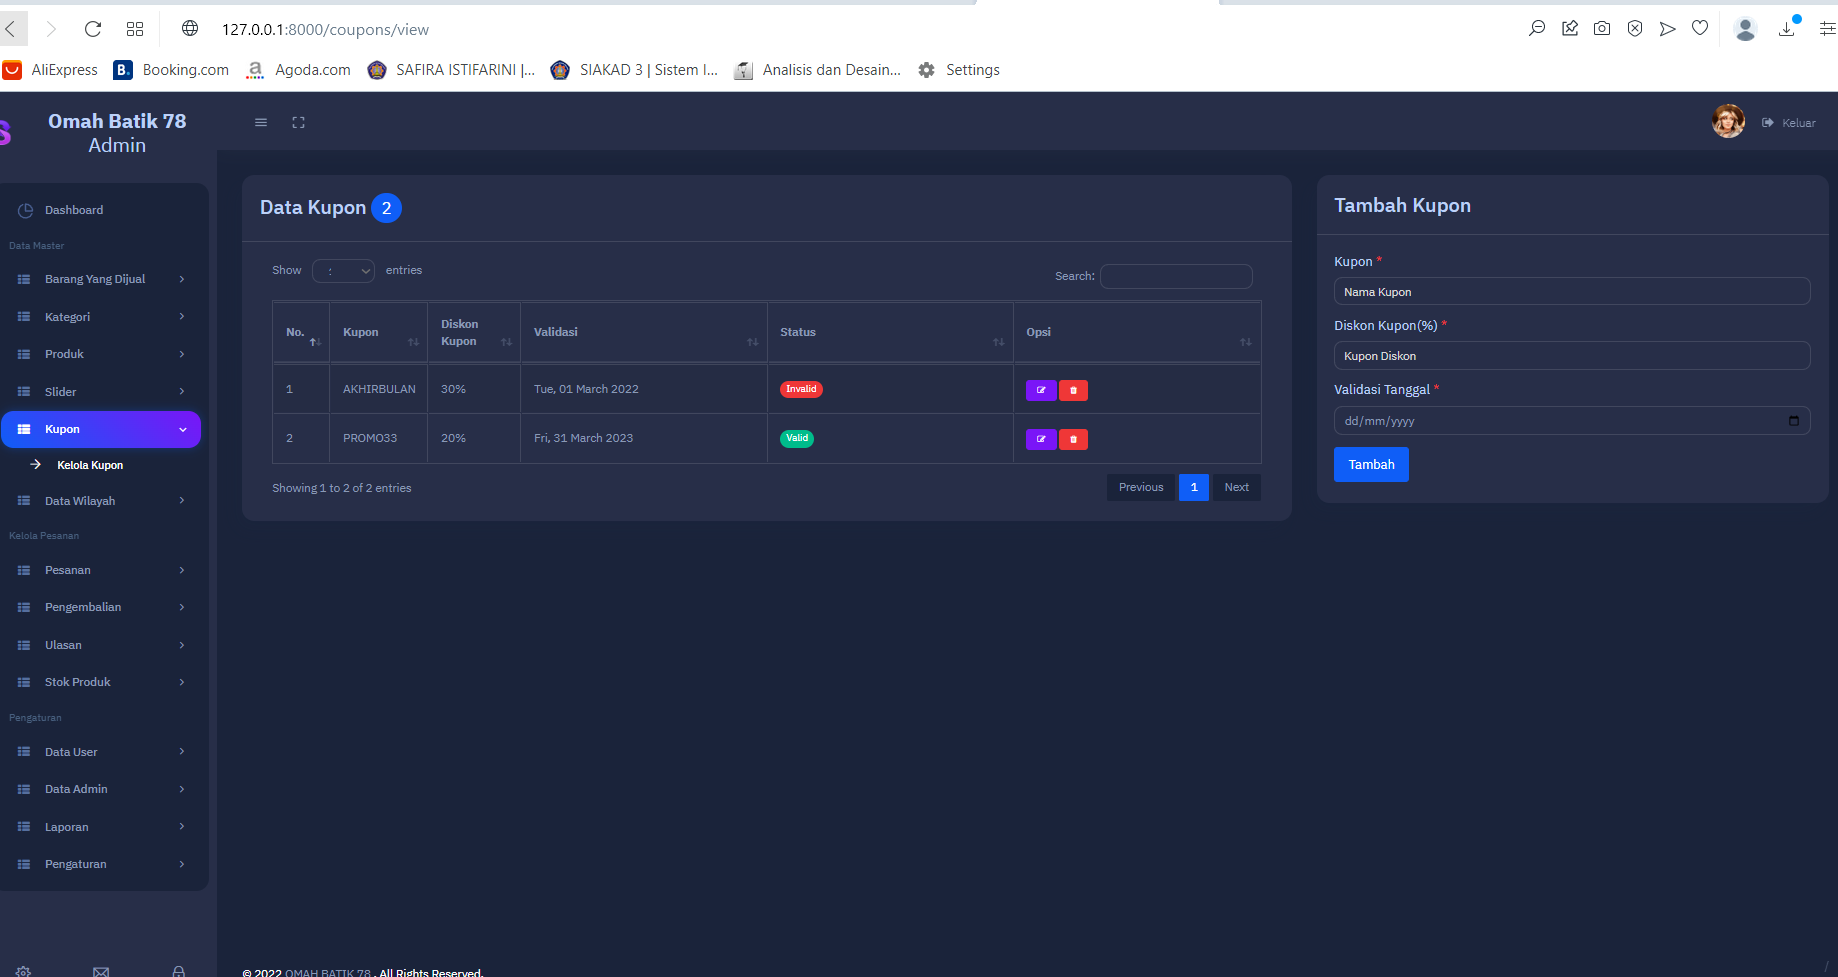 127.0.0.1:8000/coupons/view
AliExpress
B. Booking.com
a Agoda.com
SAFIRA ISTIFARINI |...
SIAKAD 3 | Sistem I...
Analisis dan Desain...
Settings
Omah Batik 78
Admin
Keluar
Dashboard
Data Master
Barang Yang Dijual
Kategori
Produk
Slider
Kupon
Kelola Kupon
Data Wilayah
Kelola Pesanan
Pesanan
Pengembalian
Ulasan
Stok Produk
Pengaturan
Data User
Data Admin
Laporan
Pengaturan
Data Kupon 2
Show entries
Search:
No. Kupon Diskon Kupon Validasi Status Opsi
1 AKHIRBULAN 30% Tue, 01 March 2022 Invalid
2 PROMO33 20% Fri, 31 March 2023 Valid
Showing 1 to 2 of 2 entries
Previous 1 Next
Tambah Kupon
Kupon *
Nama Kupon
Diskon Kupon(%) *
Kupon Diskon
Validasi Tanggal *
dd/mm/yyyy
Tambah
© 2022 OMAH BATIK 78 . All Rights Reserved.